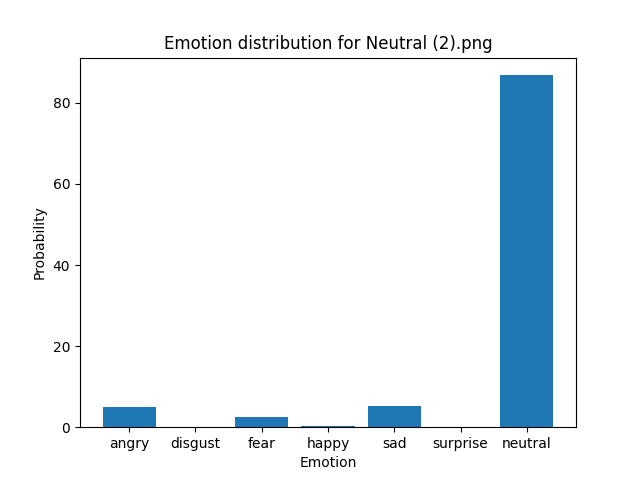 Emotion distribution for Neutral (2).png
80
60
40
20
0
Probability
angry disgust fear happy sad surprise neutral
Emotion